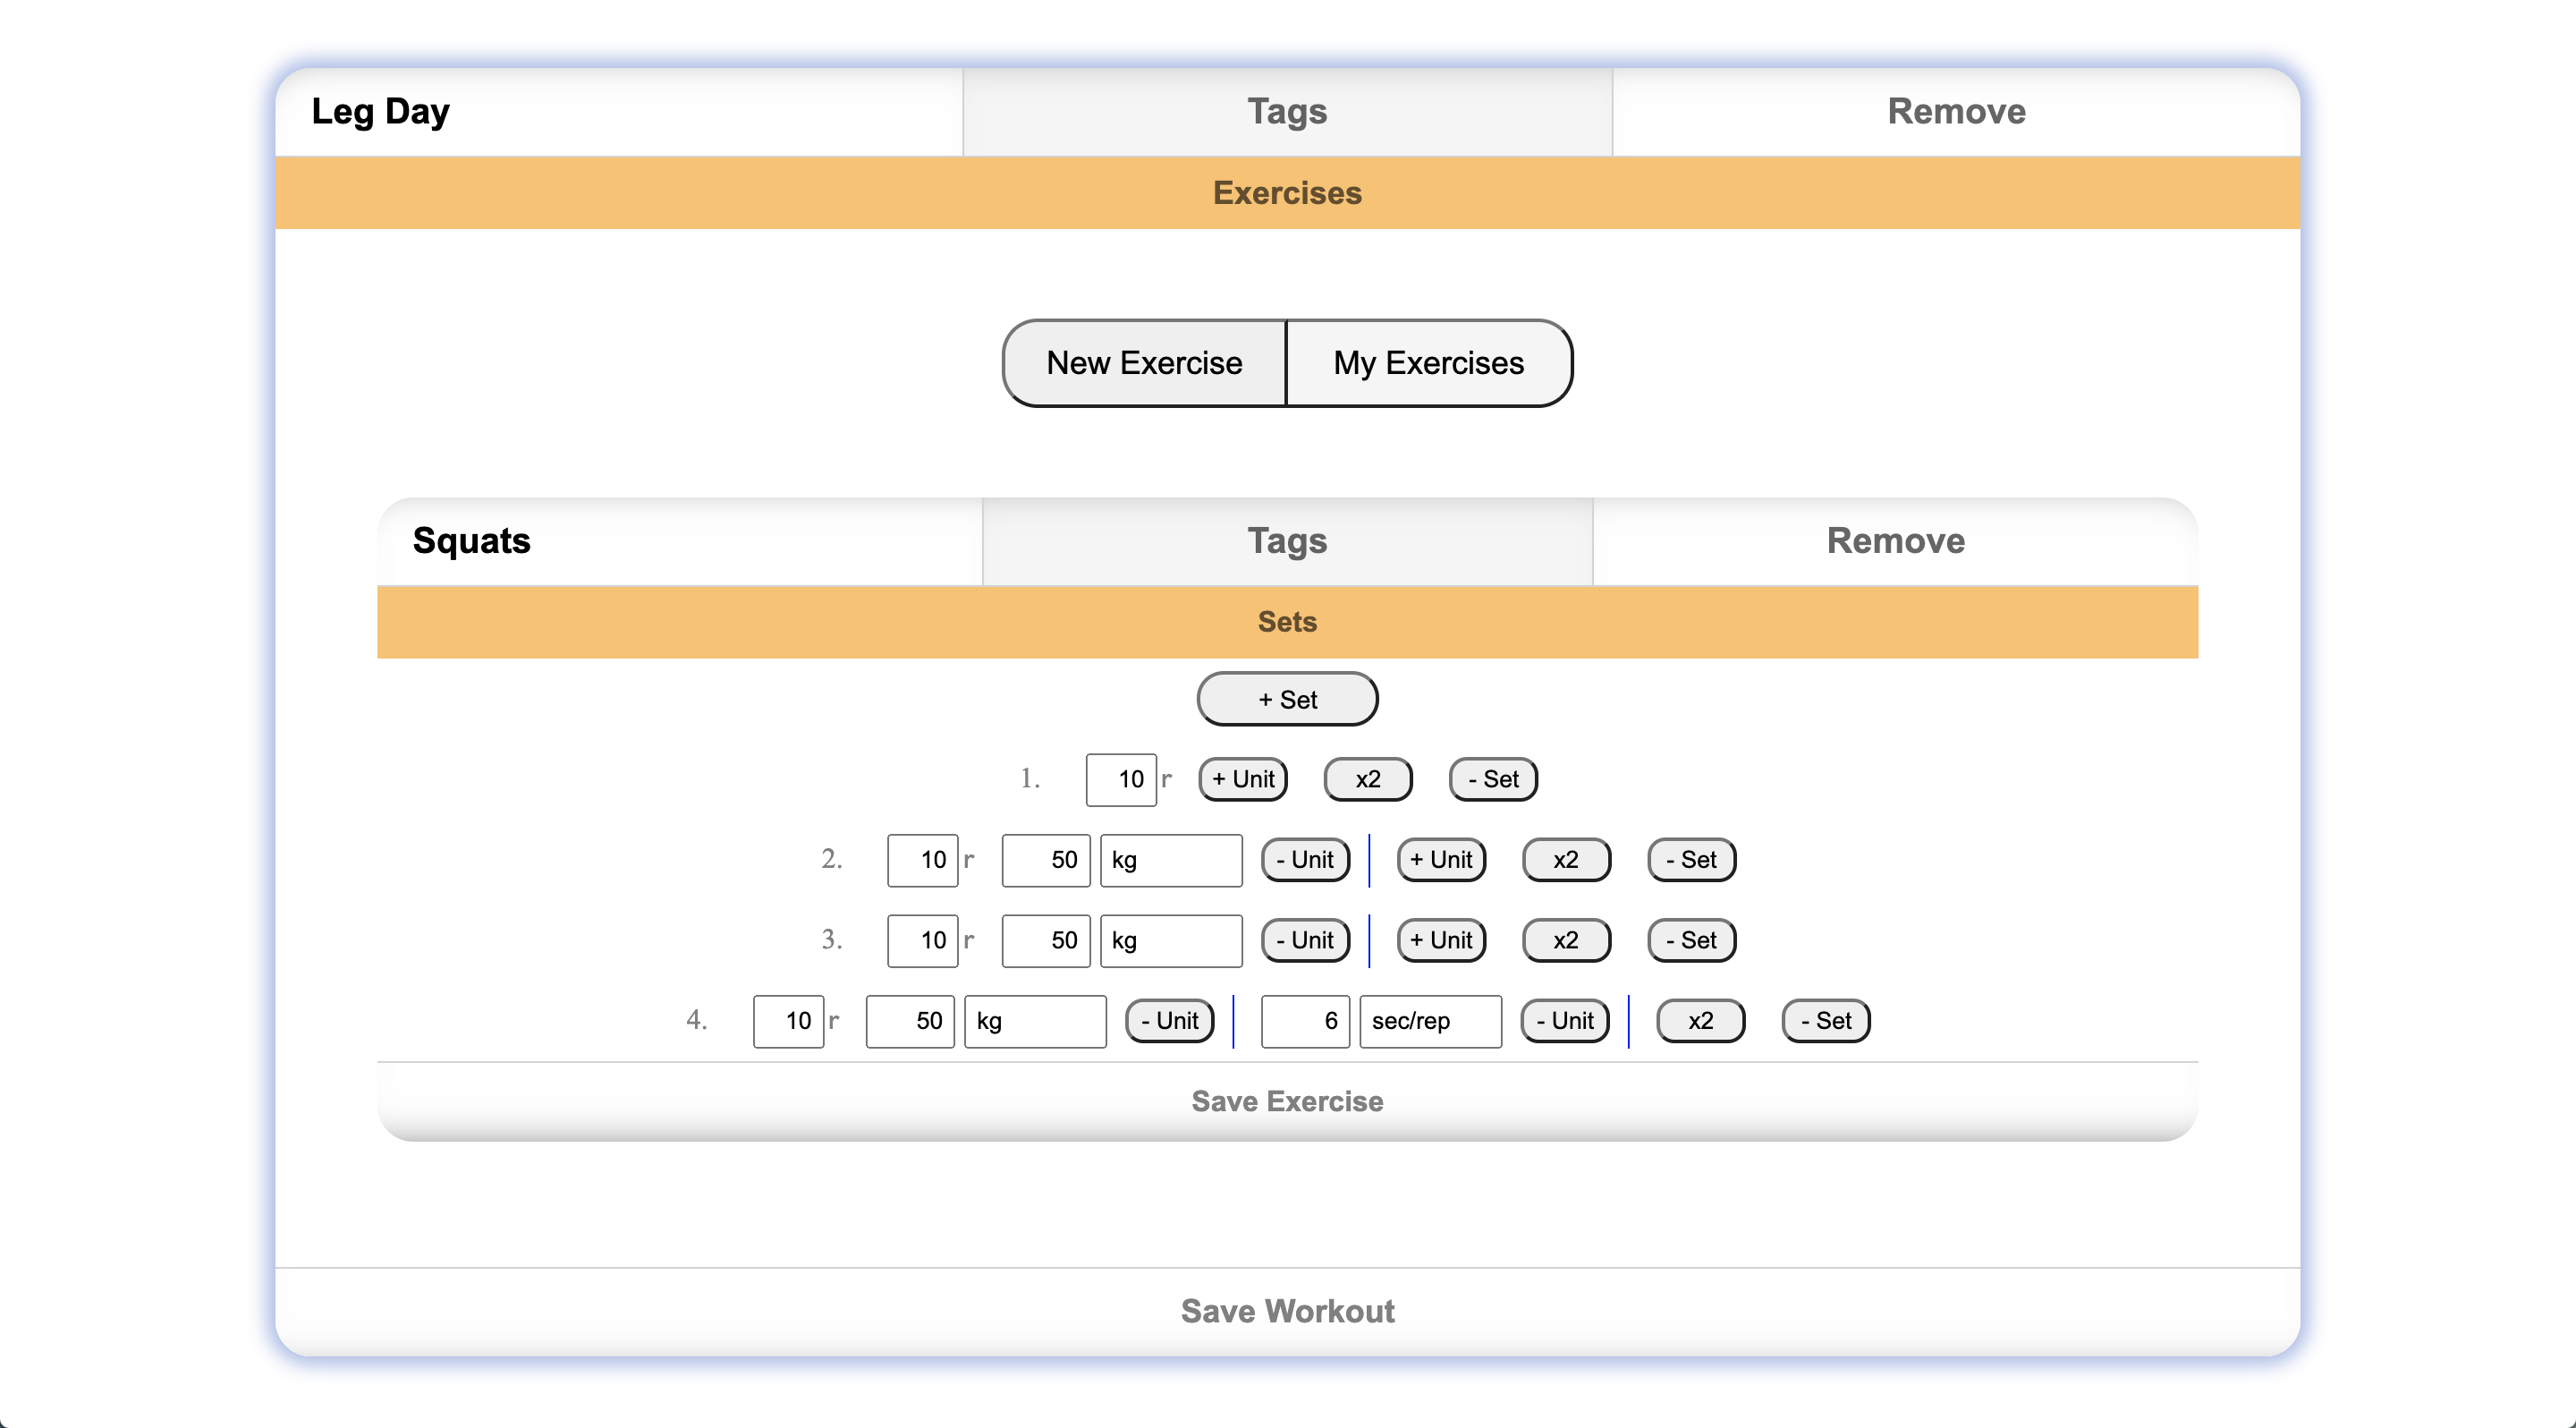 Leg Day Tags Remove
Exercises
New Exercise My Exercises
Squats Tags Remove
Sets
+ Set
1. 10 r + Unit x2 - Set
2. 10 r 50 kg - Unit + Unit x2 - Set
3. 10 r 50 kg - Unit + Unit x2 - Set
4. 10 r 50 kg - Unit 6 sec/rep - Unit x2 - Set
Save Exercise
Save Workout